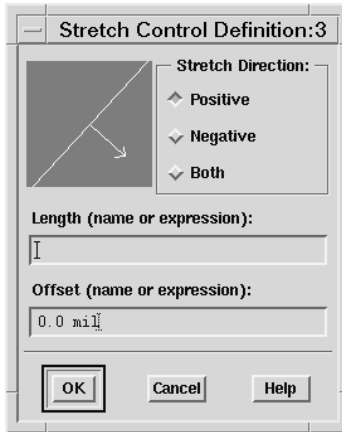 Stretch Control Definition:3
Stretch Direction:
Positive
Negative
Both
Length (name or expression):
Offset (name or expression):
0.0 mil
OK Cancel Help